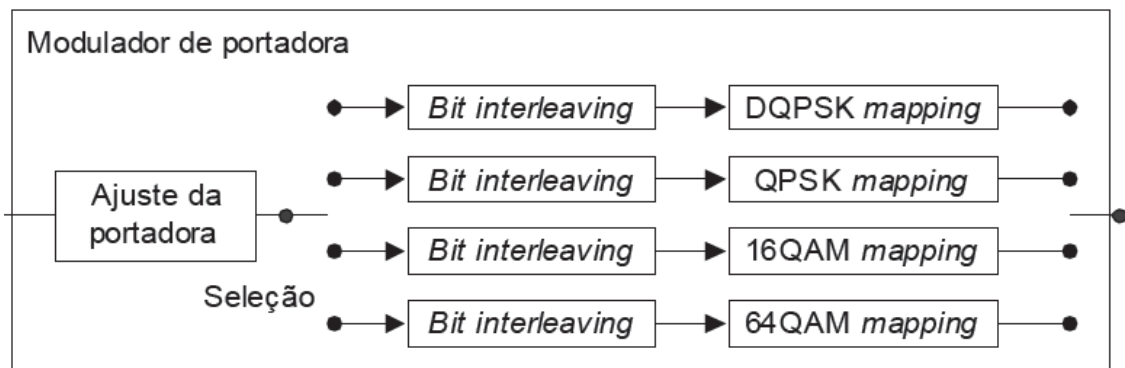 Modulador de portadora
Bit interleaving DQPSK mapping
Bit interleaving QPSK mapping
Ajuste da
portadora
Bit interleaving 16QAM mapping
Seleção
Bit interleaving 64QAM mapping